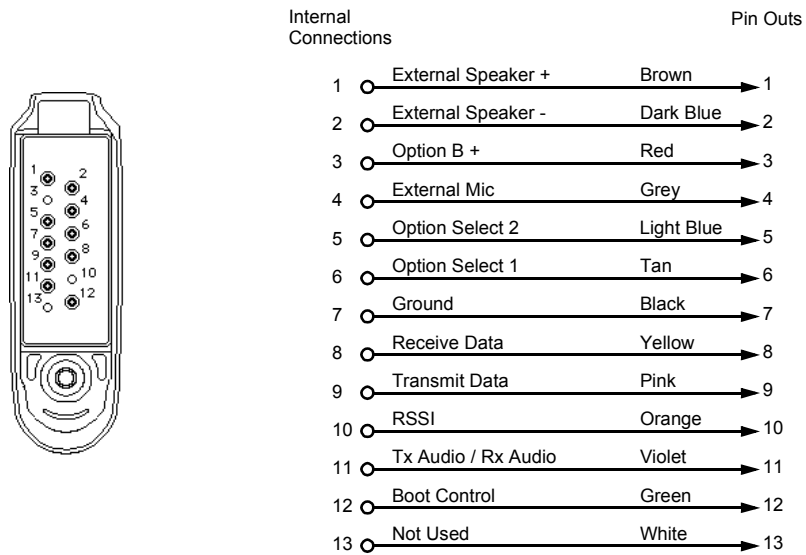 Internal
Connections
Pin Outs
1 External Speaker + Brown 1
2 External Speaker - Dark Blue 2
3 Option B + Red 3
4 External Mic Grey 4
5 Option Select 2 Light Blue 5
6 Option Select 1 Tan 6
7 Ground Black 7
8 Receive Data Yellow 8
9 Transmit Data Pink 9
10 RSSI Orange 10
11 Tx Audio / Rx Audio Violet 11
12 Boot Control Green 12
13 Not Used White 13
1 2
3 4
5 6
7 8
9 10
11 12
13